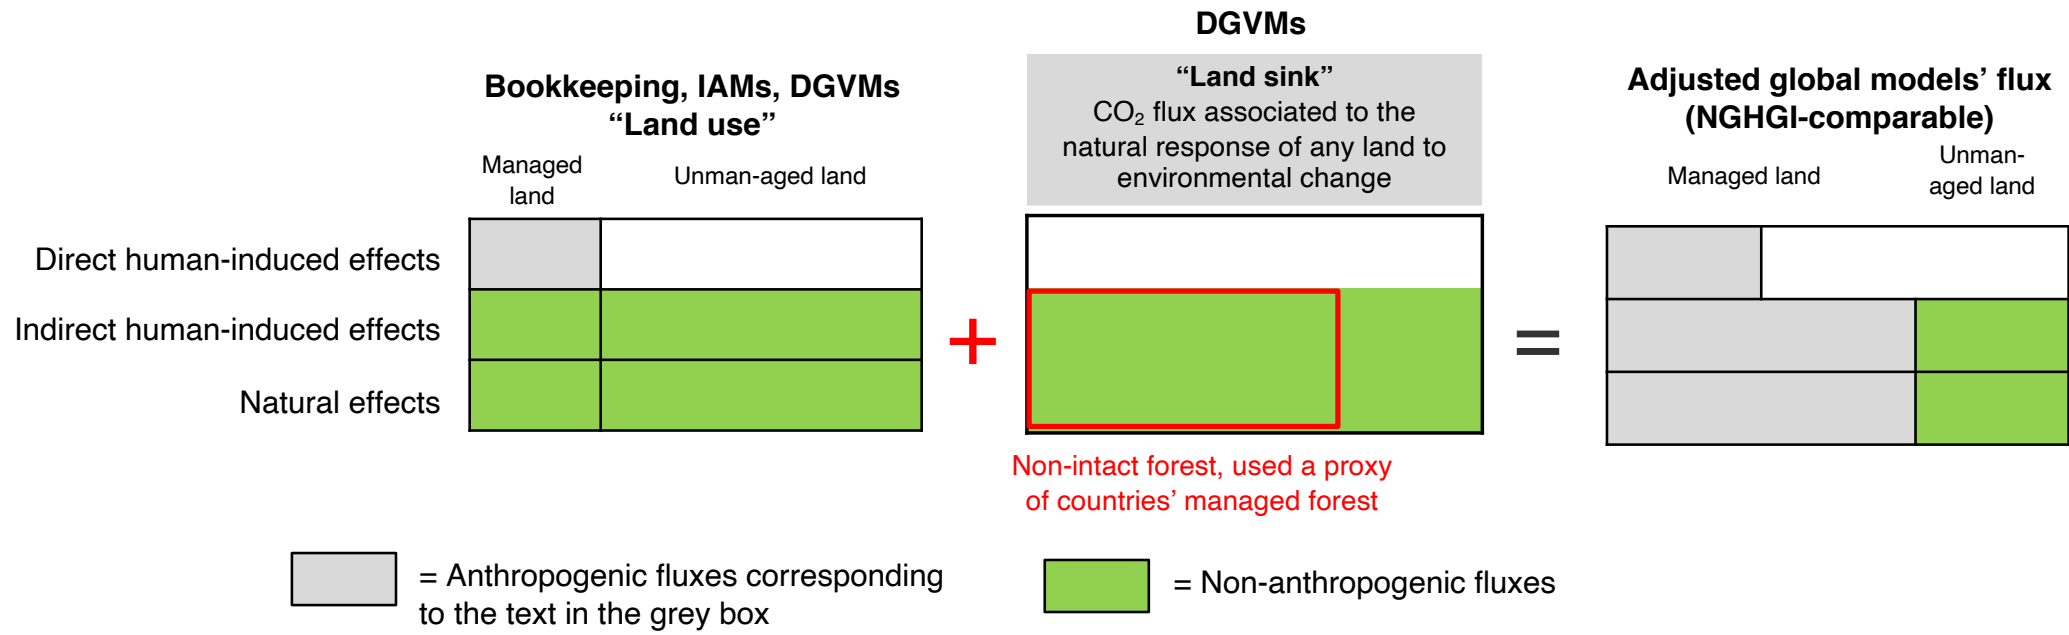 DGVMs
Bookkeeping, IAMs, DGVMs
“Land use”
“Land sink”
CO₂ flux associated to the
natural response of any land to
environmental change
Adjusted global models’ flux
(NGHGI-comparable)
Managed
land
Unman-aged land
Managed land
Unman-
aged land
Direct human-induced effects
Indirect human-induced effects
Natural effects
+
=
Non-intact forest, used a proxy
of countries’ managed forest
= Anthropogenic fluxes corresponding
to the text in the grey box
= Non-anthropogenic fluxes